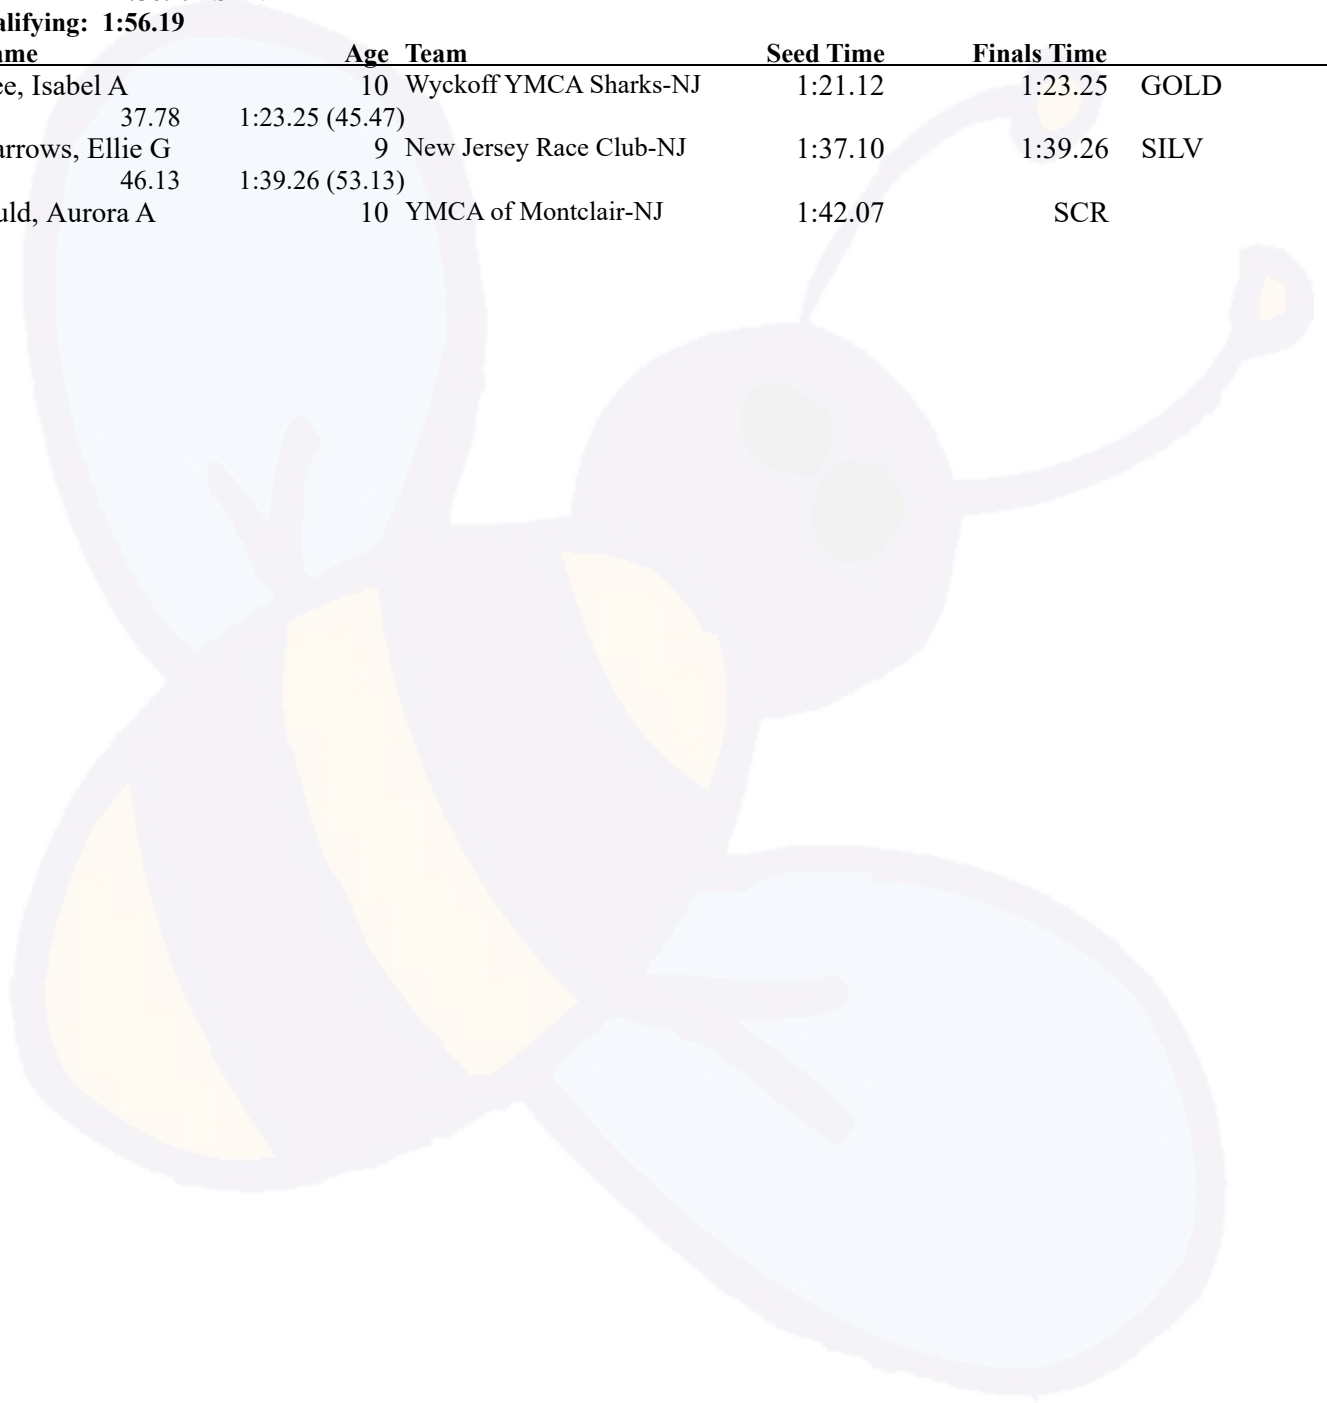 alifying: 1:56.19
ame Age Team Seed Time Finals Time
ee, Isabel A 10 Wyckoff YMCA Sharks-NJ 1:21.12 1:23.25 GOLD
37.78 1:23.25 (45.47)
arrows, Ellie G 9 New Jersey Race Club-NJ 1:37.10 1:39.26 SILV
46.13 1:39.26 (53.13)
uld, Aurora A 10 YMCA of Montclair-NJ 1:42.07 SCR